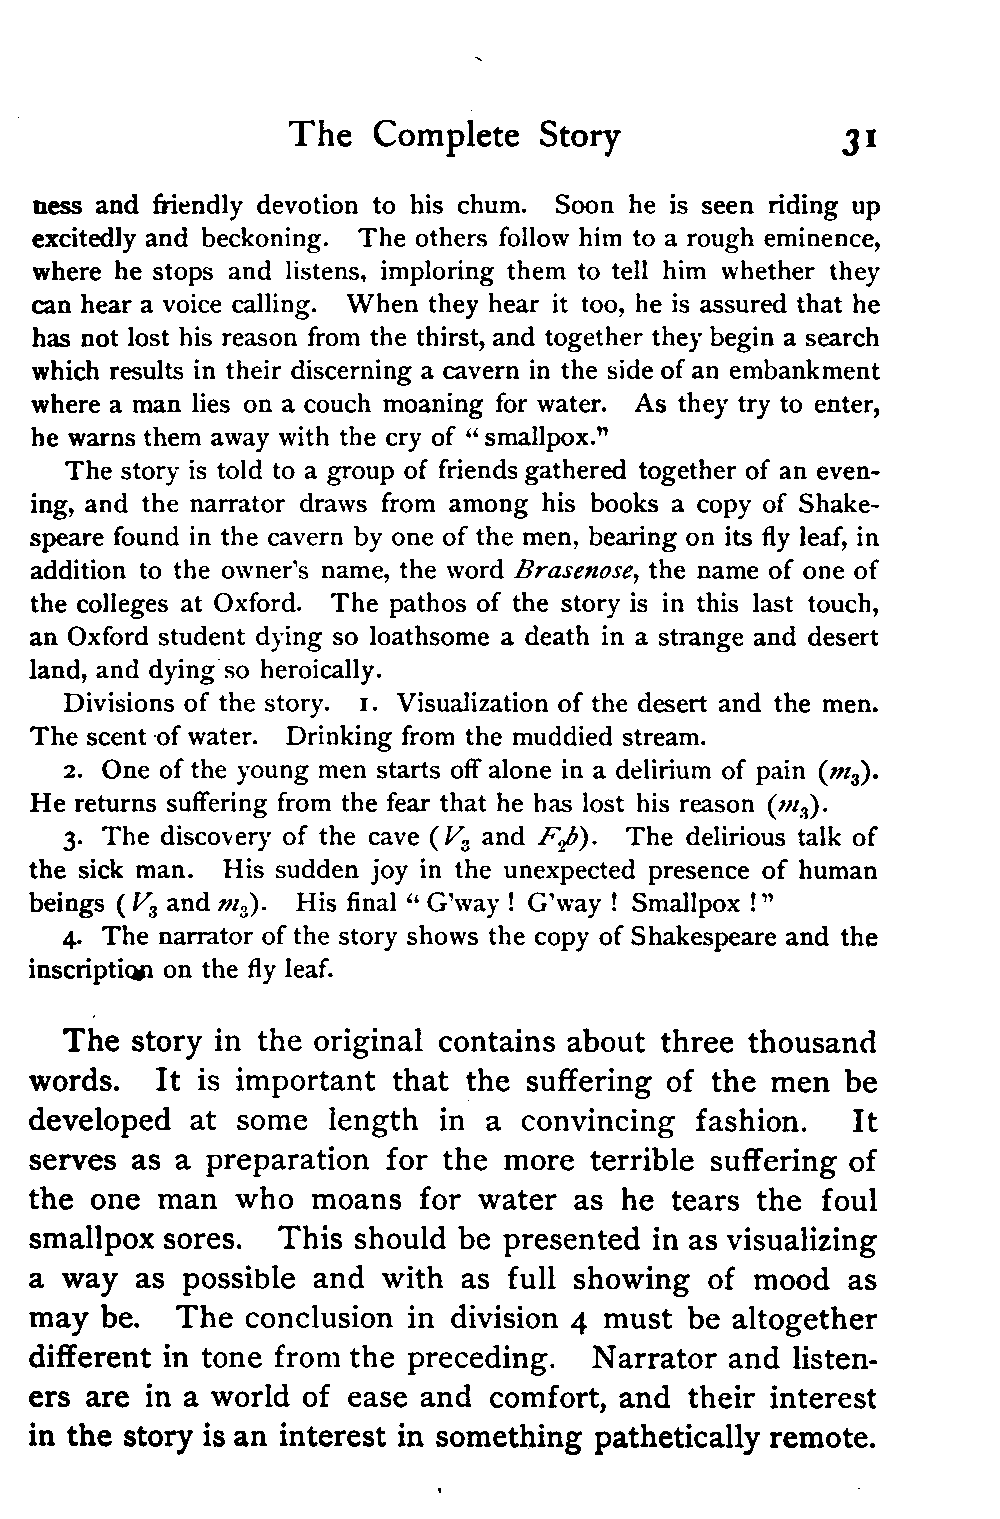 The Complete Story 31
ness and friendly devotion to his chum. Soon he is seen riding up
excitedly and beckoning. The others follow him to a rough eminence,
where he stops and listens, imploring them to tell him whether they
can hear a voice calling. When they hear it too, he is assured that he
has not lost his reason from the thirst, and together they begin a search
which results in their discerning a cavern in the side of an embankment
where a man lies on a couch moaning for water. As they try to enter,
he warns them away with the cry of “smallpox.”
The story is told to a group of friends gathered together of an even-
ing, and the narrator draws from among his books a copy of Shake-
speare found in the cavern by one of the men, bearing on its fly leaf, in
addition to the owner's name, the word Brasenose, the name of one of
the colleges at Oxford. The pathos of the story is in this last touch,
an Oxford student dying so loathsome a death in a strange and desert
land, and dying so heroically.
Divisions of the story. 1. Visualization of the desert and the men.
The scent of water. Drinking from the muddied stream.
2. One of the young men starts off alone in a delirium of pain (m₃).
He returns suffering from the fear that he has lost his reason (m₃).
3. The discovery of the cave (V₃ and F₂b). The delirious talk of
the sick man. His sudden joy in the unexpected presence of human
beings (V₃ and m₃). His final “G'way! G'way! Smallpox!”
4. The narrator of the story shows the copy of Shakespeare and the
inscription on the fly leaf.
The story in the original contains about three thousand
words. It is important that the suffering of the men be
developed at some length in a convincing fashion. It
serves as a preparation for the more terrible suffering of
the one man who moans for water as he tears the foul
smallpox sores. This should be presented in as visualizing
a way as possible and with as full showing of mood as
may be. The conclusion in division 4 must be altogether
different in tone from the preceding. Narrator and listen-
ers are in a world of ease and comfort, and their interest
in the story is an interest in something pathetically remote.